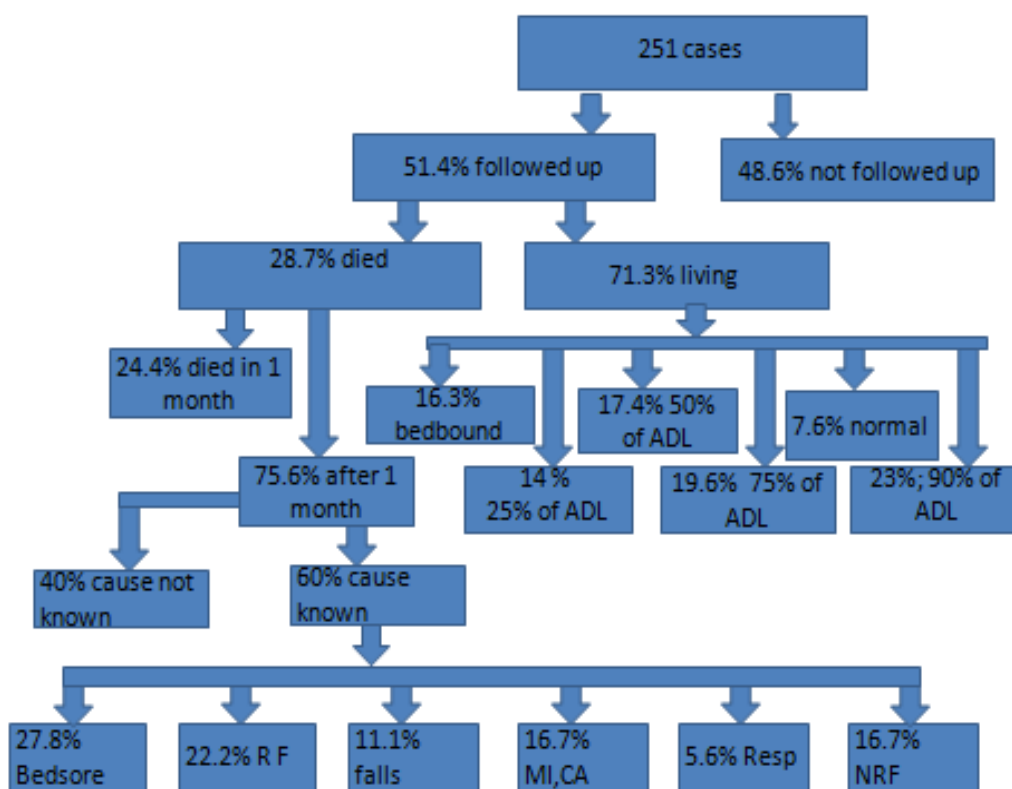 251 cases
51.4% followed up
48.6% not followed up
28.7% died
71.3% living
24.4% died in 1
month
16.3%
bedbound
17.4% 50%
of ADL
7.6% normal
75.6% after 1
month
14 %
25% of ADL
19.6% 75% of
ADL
23%; 90% of
ADL
40% cause not
known
60% cause
known
27.8%
Bedsore
22.2% R F
11.1%
falls
16.7%
MI,CA
5.6% Resp
16.7%
NRF